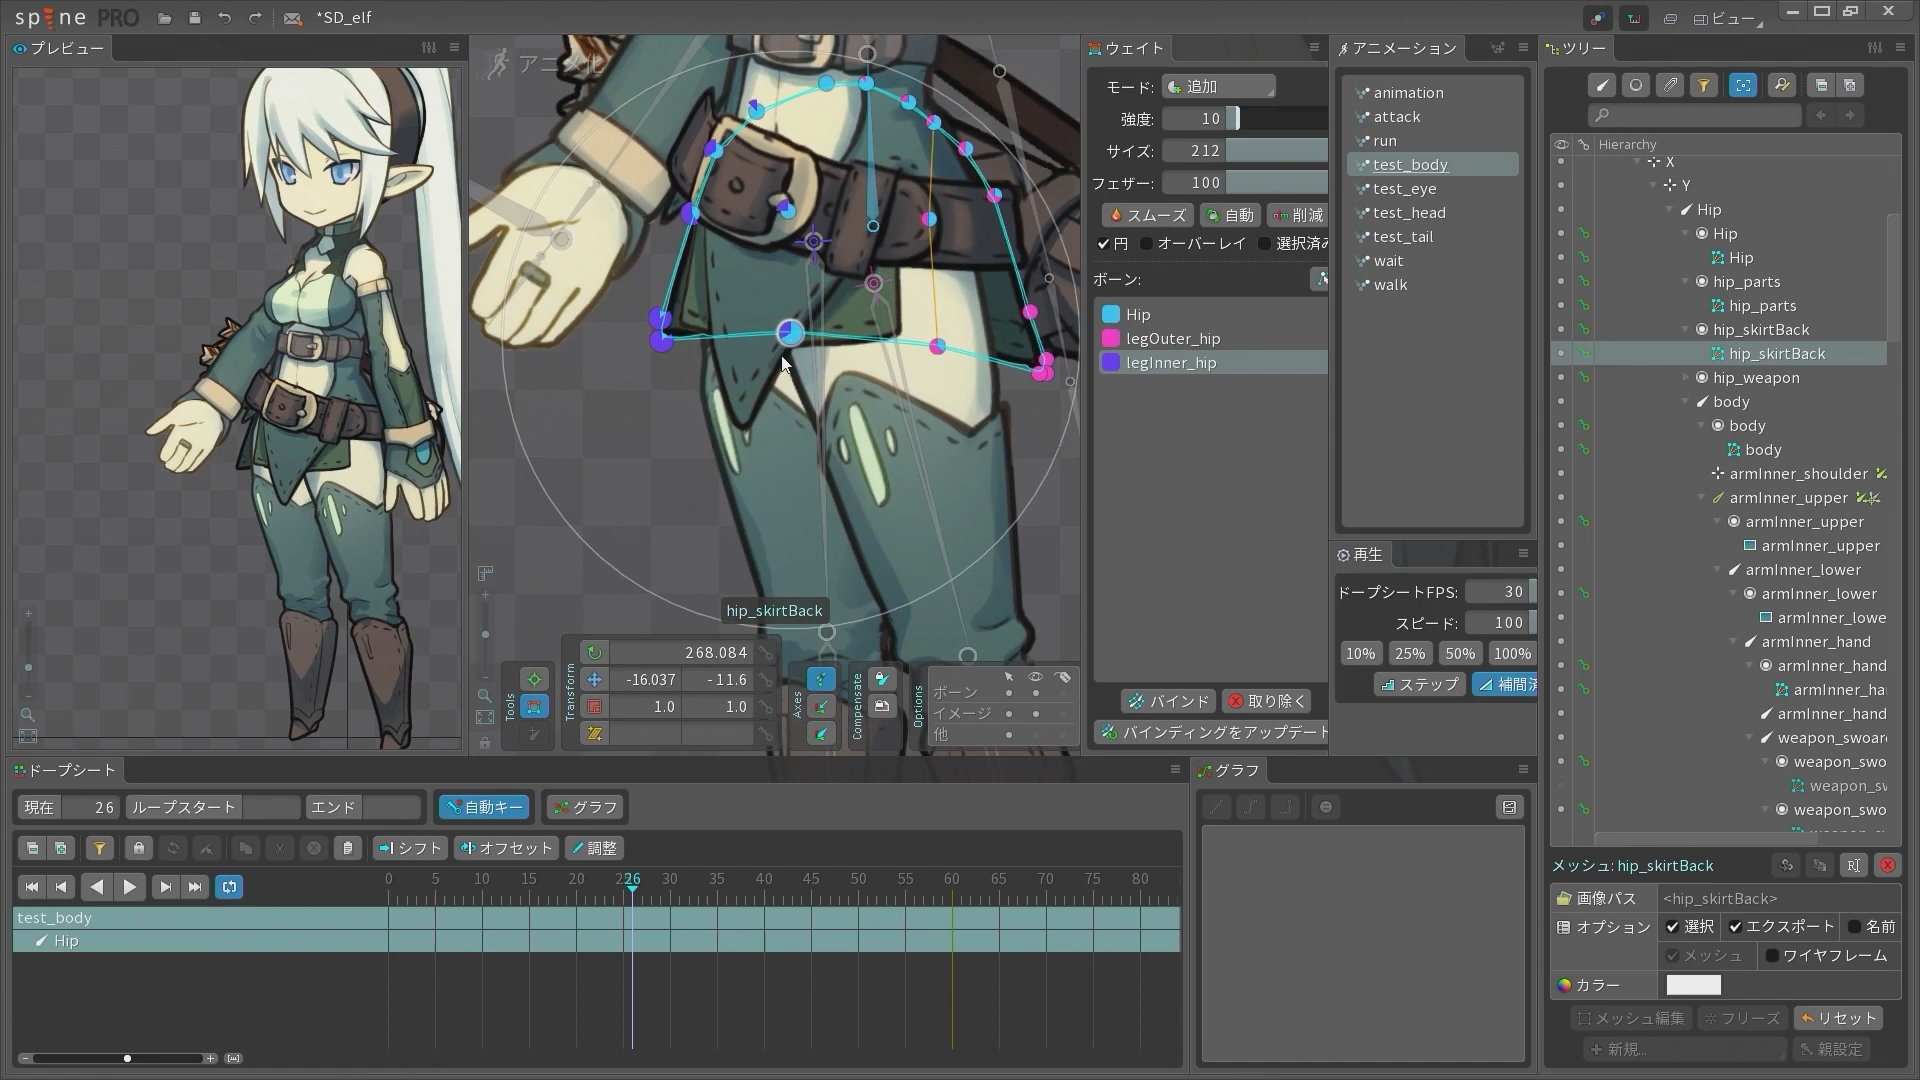 spine PRO
*SD_elf
ビュー
プレビュー
アニメ
hip_skirtBack
Tools
Transform
268.084
-16.037
-11.6
1.0
1.0
Axes
Compensate
Options
ボーン
イメージ
他
ウェイト
モード:
追加
強度:
10
サイズ:
212
フェザー:
100
スムーズ
自動
削減
円
オーバーレイ
選択済み
ボーン:
Hip
legOuter_hip
legInner_hip
バインド
取り除く
バインディングをアップデート
アニメーション
animation
attack
run
test_body
test_eye
test_head
test_tail
wait
walk
再生
ドープシートFPS:
30
スピード:
100
10%
25%
50%
100%
ステップ
補間済
ツリー
Hierarchy
X
Y
Hip
Hip
Hip
hip_parts
hip_parts
hip_skirtBack
hip_skirtBack
hip_weapon
body
body
body
armInner_shoulder
armInner_upper
armInner_upper
armInner_upper
armInner_lower
armInner_lower
armInner_lowe
armInner_hand
armInner_hand
armInner_ha
armInner_hand
weapon_swoar
weapon_swo
weapon_sw
weapon_swo
メッシュ: hip_skirtBack
画像パス
<hip_skirtBack>
オプション
選択
エクスポート
名前
メッシュ
ワイヤフレーム
カラー
メッシュ編集
フリーズ
リセット
新規...
親設定
ドープシート
現在
26
ループスタート
エンド
自動キー
グラフ
シフト
オフセット
調整
0
5
10
15
20
26
30
35
40
45
50
55
60
65
70
75
80
test_body
Hip
グラフ